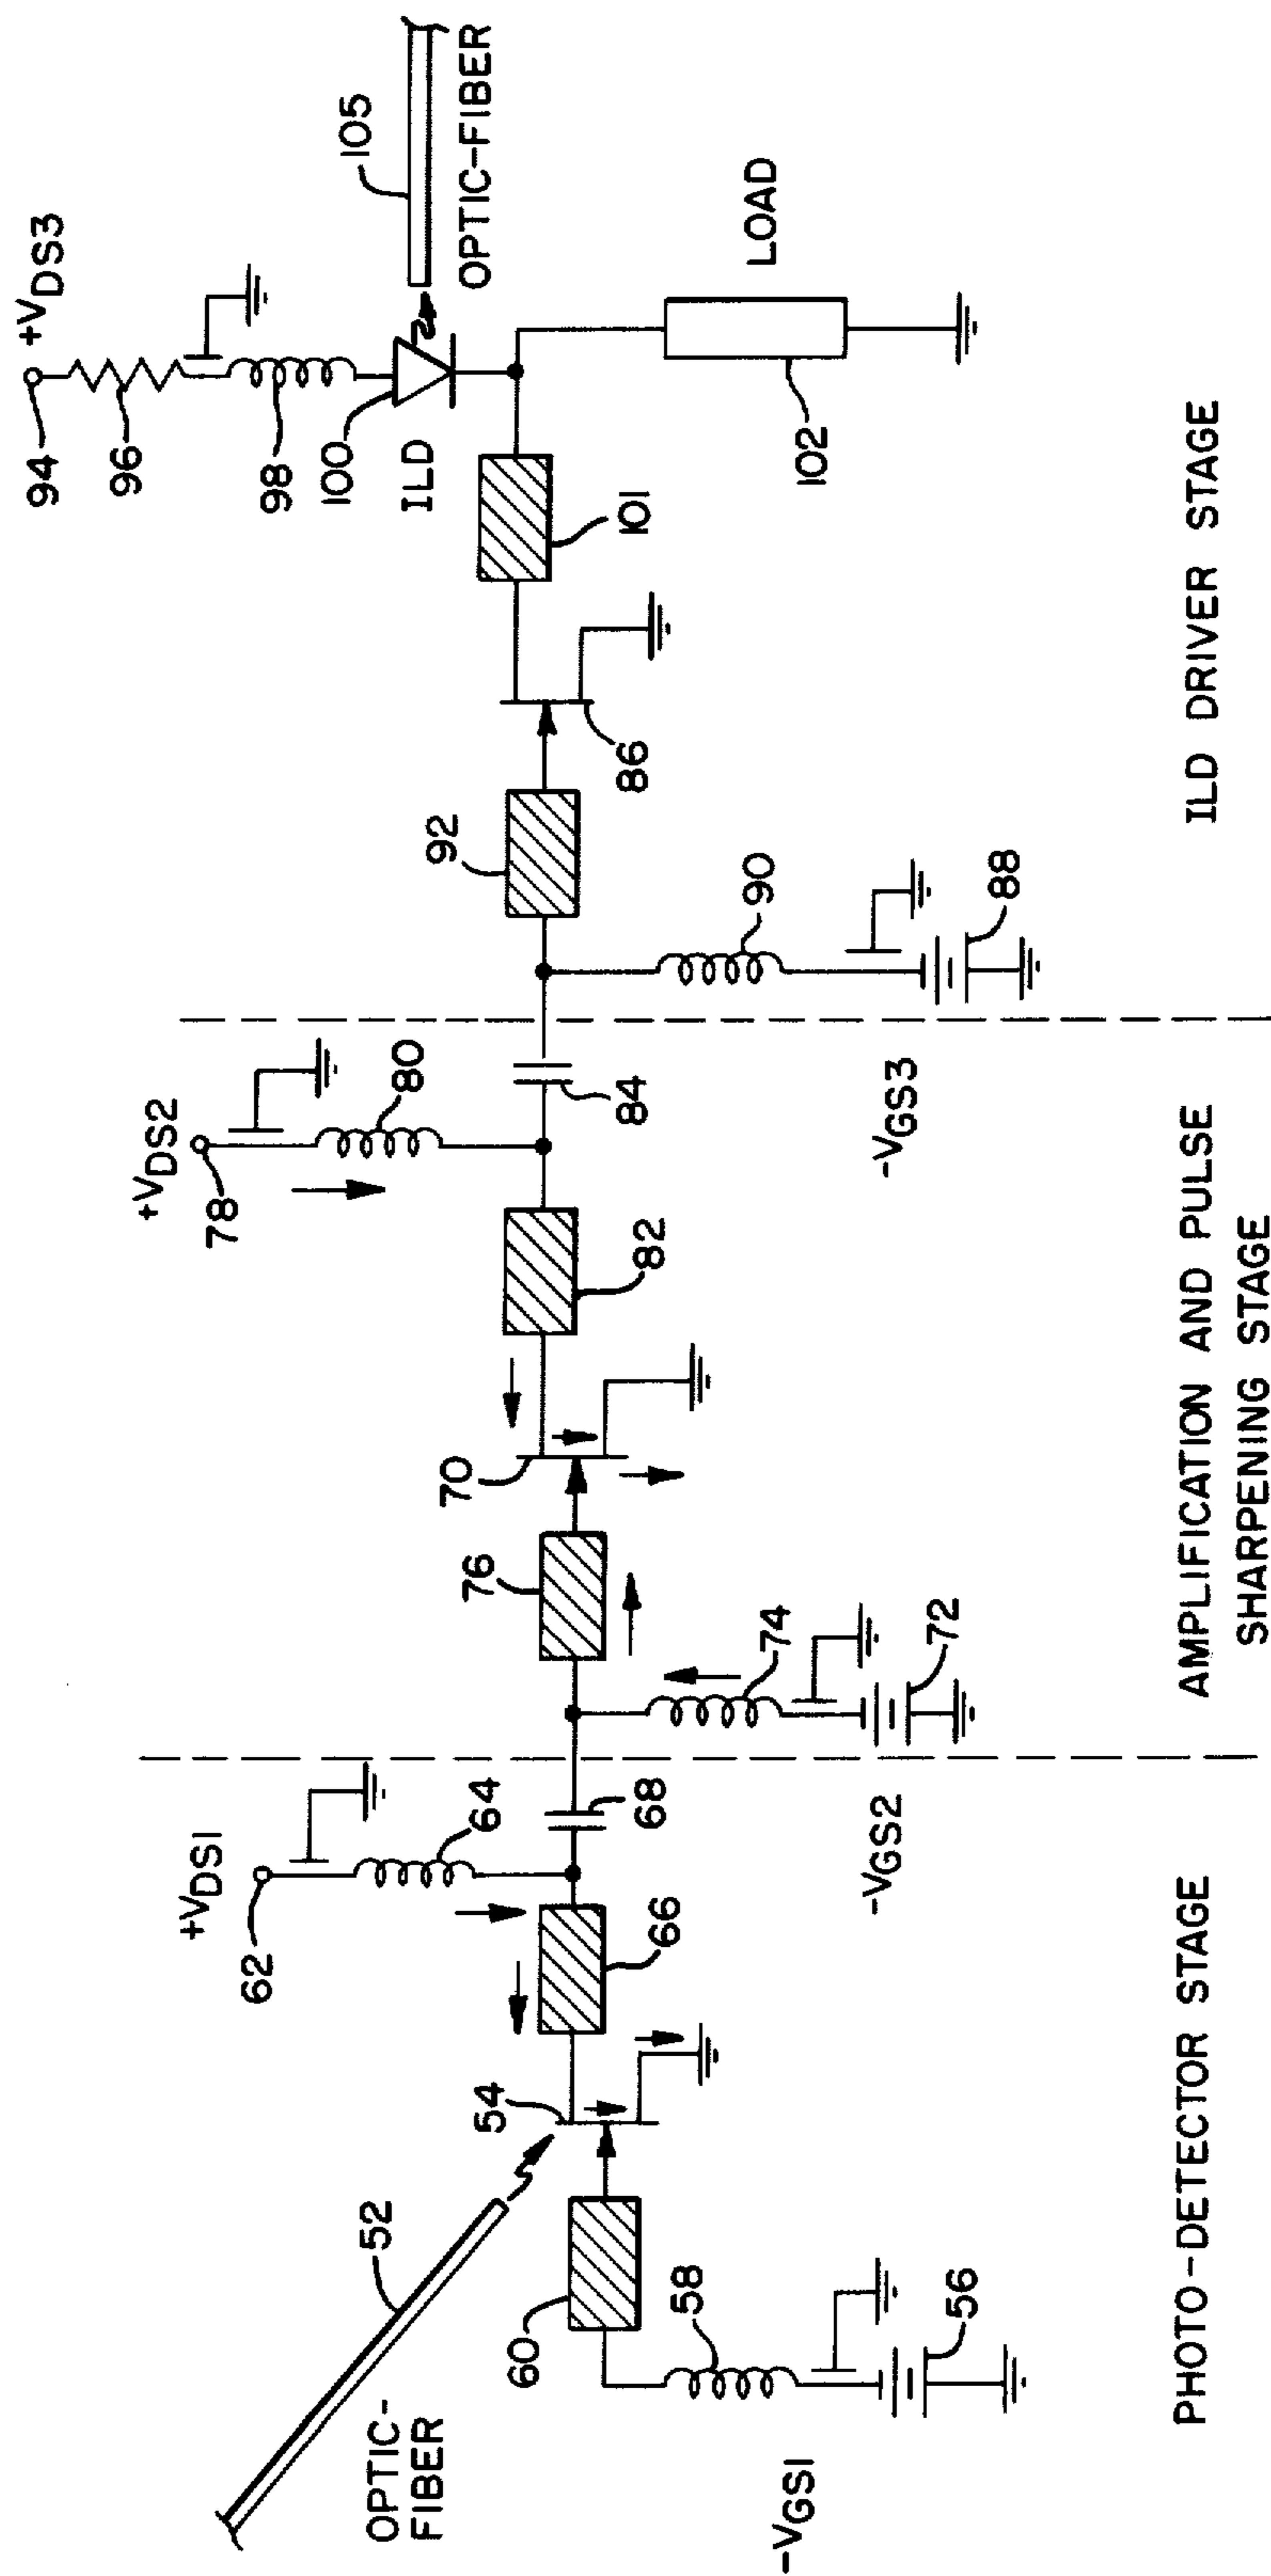 OPTIC-
FIBER
52
54
60
58
56
-VGS1
+VDS1
62
64
66
68
-VGS2
PHOTO-DETECTOR STAGE
76
70
74
72
+VDS2
78
80
82
84
-VGS3
AMPLIFICATION AND PULSE
SHARPENING STAGE
92
86
90
88
94
+VDS3
96
98
100
ILD
101
105
OPTIC-FIBER
102
LOAD
ILD DRIVER STAGE